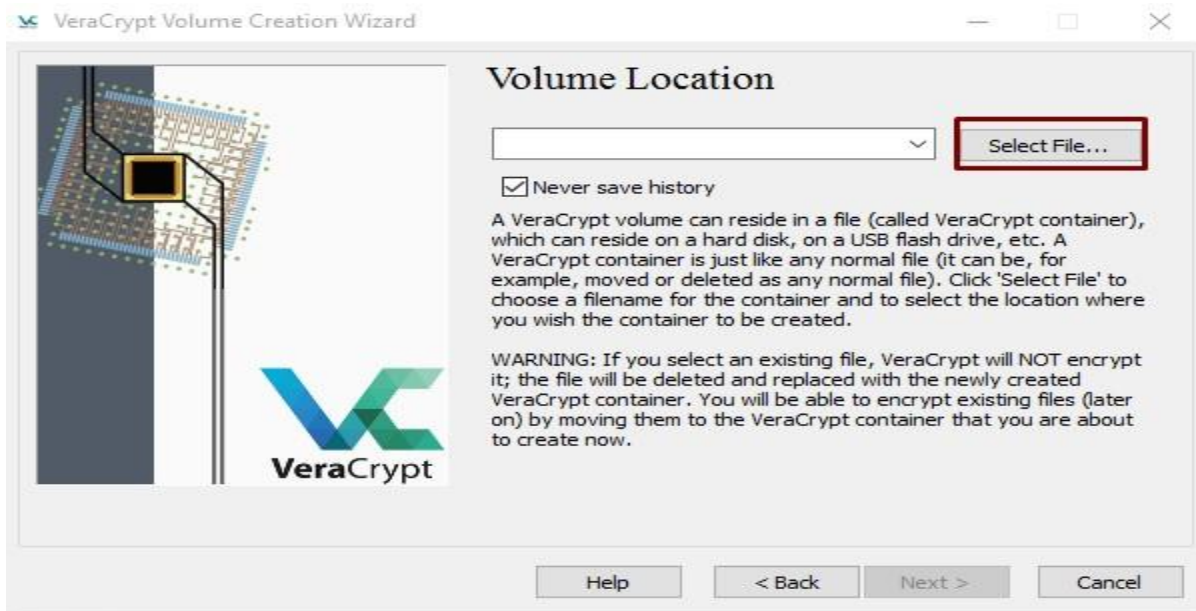 VeraCrypt Volume Creation Wizard
Volume Location
Select File...
Never save history
A VeraCrypt volume can reside in a file (called VeraCrypt container),
which can reside on a hard disk, on a USB flash drive, etc. A
VeraCrypt container is just like any normal file (it can be, for
example, moved or deleted as any normal file). Click 'Select File' to
choose a filename for the container and to select the location where
you wish the container to be created.
WARNING: If you select an existing file, VeraCrypt will NOT encrypt
it; the file will be deleted and replaced with the newly created
VeraCrypt container. You will be able to encrypt existing files (later
on) by moving them to the VeraCrypt container that you are about
to create now.
VeraCrypt
Help < Back Next > Cancel